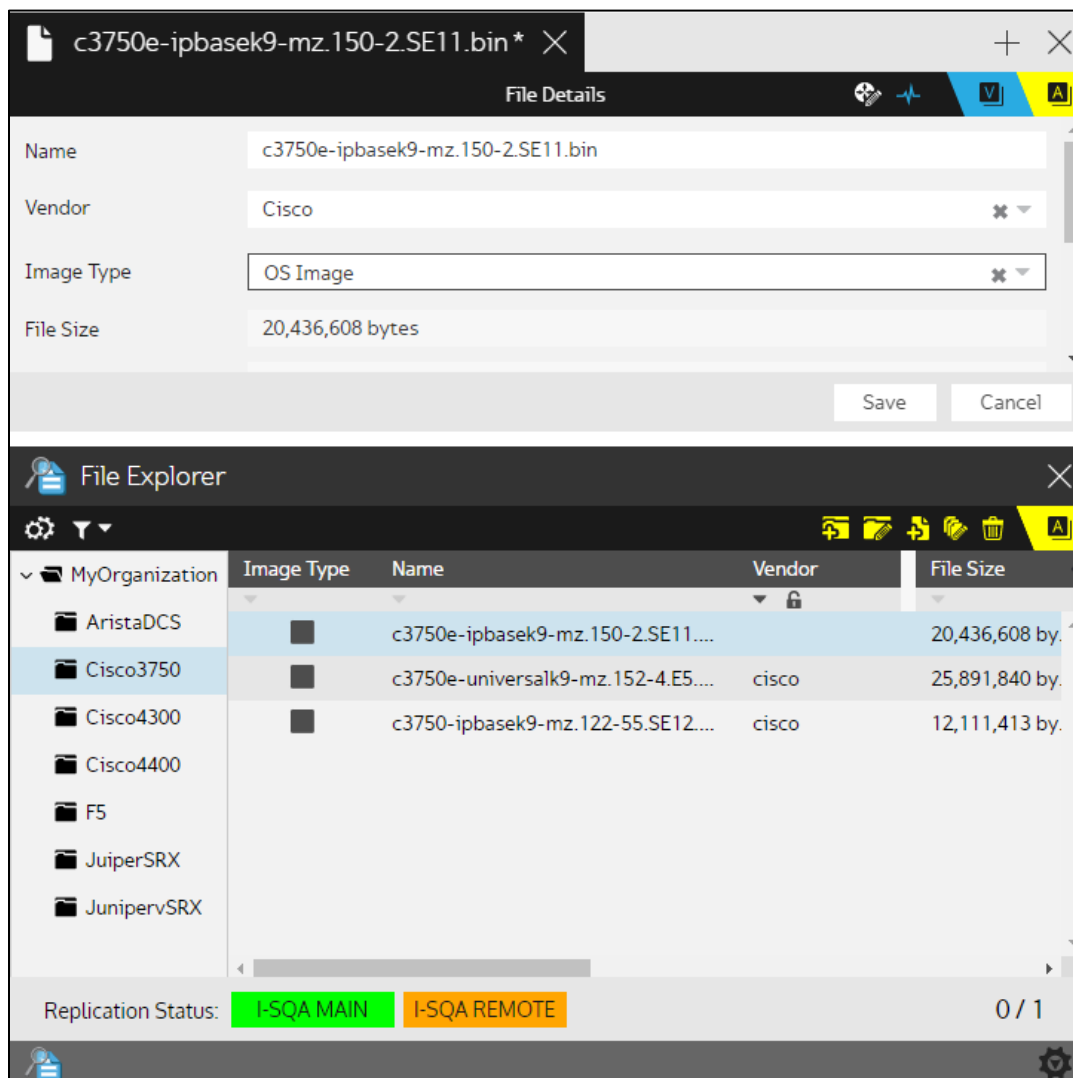 c3750e-ipbasek9-mz.150-2.SE11.bin*
File Details
V
A
Name c3750e-ipbasek9-mz.150-2.SE11.bin
Vendor Cisco
Image Type OS Image
File Size 20,436,608 bytes
Save Cancel
File Explorer
A
MyOrganization
AristaDCS
Cisco3750
Cisco4300
Cisco4400
F5
JuiperSRX
JunipervSRX
Image Type Name Vendor File Size
c3750e-ipbasek9-mz.150-2.SE11.... 20,436,608 by.
c3750e-universalk9-mz.152-4.E5.... cisco 25,891,840 by.
c3750-ipbasek9-mz.122-55.SE12.... cisco 12,111,413 by.
Replication Status: I-SQA MAIN I-SQA REMOTE 0 / 1